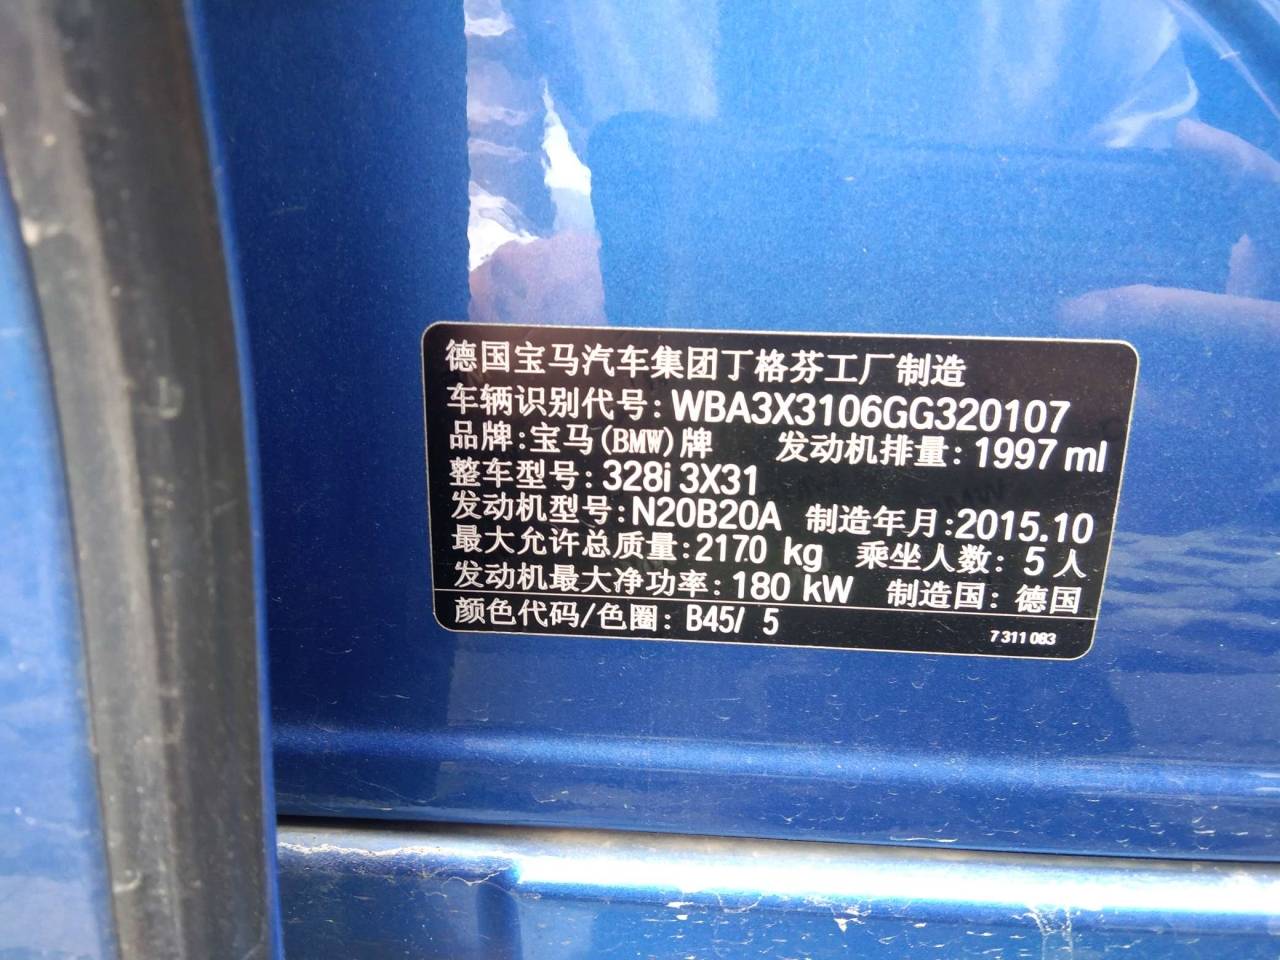 德国宝马汽车集团丁格芬工厂制造
车辆识别代号: WBA3X3106GG320107
品牌: 宝马(BMW)牌 发动机排量: 1997 ml
整车型号: 328i 3X31
发动机型号: N20B20A 制造年月: 2015.10
最大允许总质量: 2170 kg 乘坐人数: 5 人
发动机最大净功率: 180 kW 制造国: 德国
颜色代码/色圈: B45/ 5
7 311 083